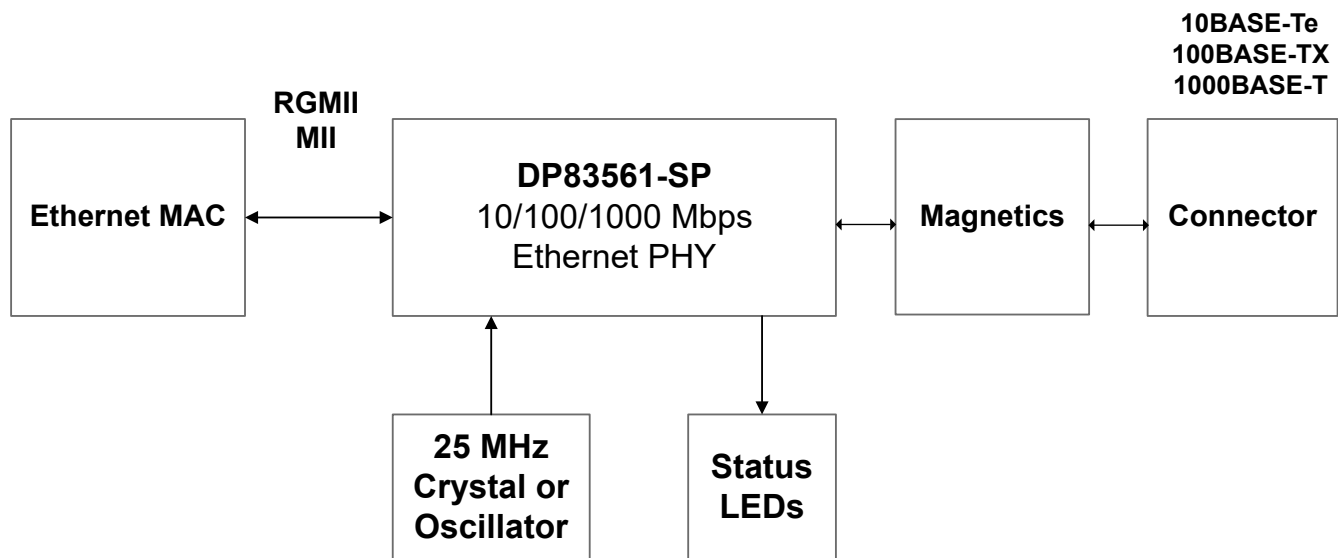 10BASE-Te
100BASE-TX
1000BASE-T
RGMII
MII
Ethernet MAC
DP83561-SP
10/100/1000 Mbps
Ethernet PHY
Magnetics
Connector
25 MHz
Crystal or
Oscillator
Status
LEDs